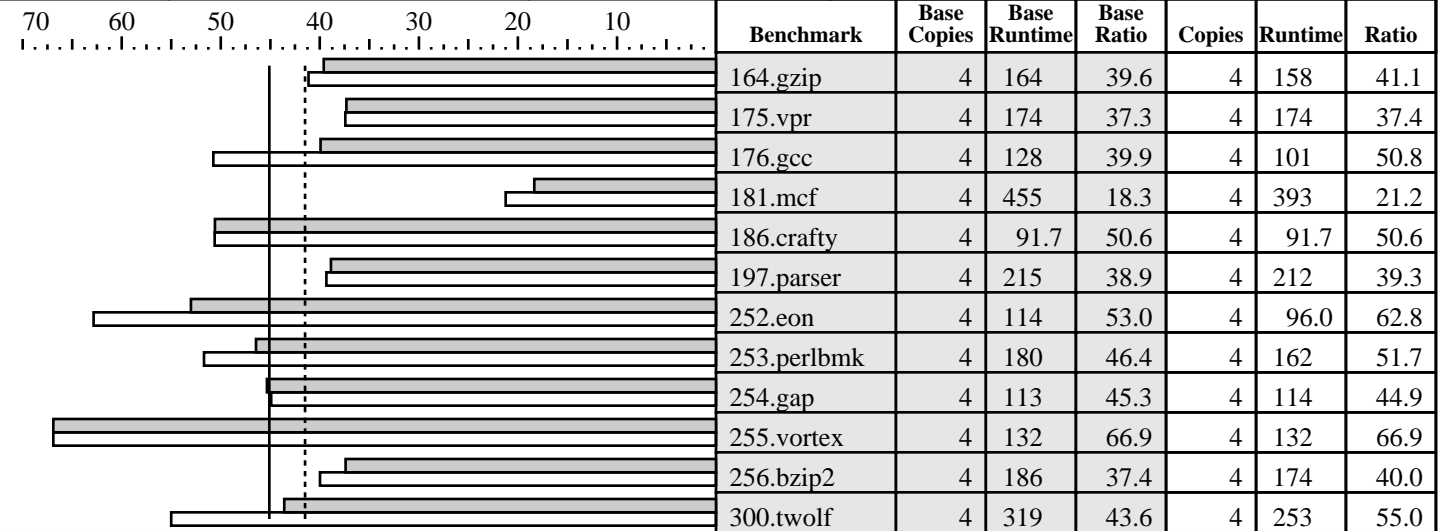 70 60 50 40 30 20 10
Benchmark Base Copies Base Runtime Base Ratio Copies Runtime Ratio
164.gzip 4 164 39.6 4 158 41.1
175.vpr 4 174 37.3 4 174 37.4
176.gcc 4 128 39.9 4 101 50.8
181.mcf 4 455 18.3 4 393 21.2
186.crafty 4 91.7 50.6 4 91.7 50.6
197.parser 4 215 38.9 4 212 39.3
252.eon 4 114 53.0 4 96.0 62.8
253.perlbmk 4 180 46.4 4 162 51.7
254.gap 4 113 45.3 4 114 44.9
255.vortex 4 132 66.9 4 132 66.9
256.bzip2 4 186 37.4 4 174 40.0
300.twolf 4 319 43.6 4 253 55.0